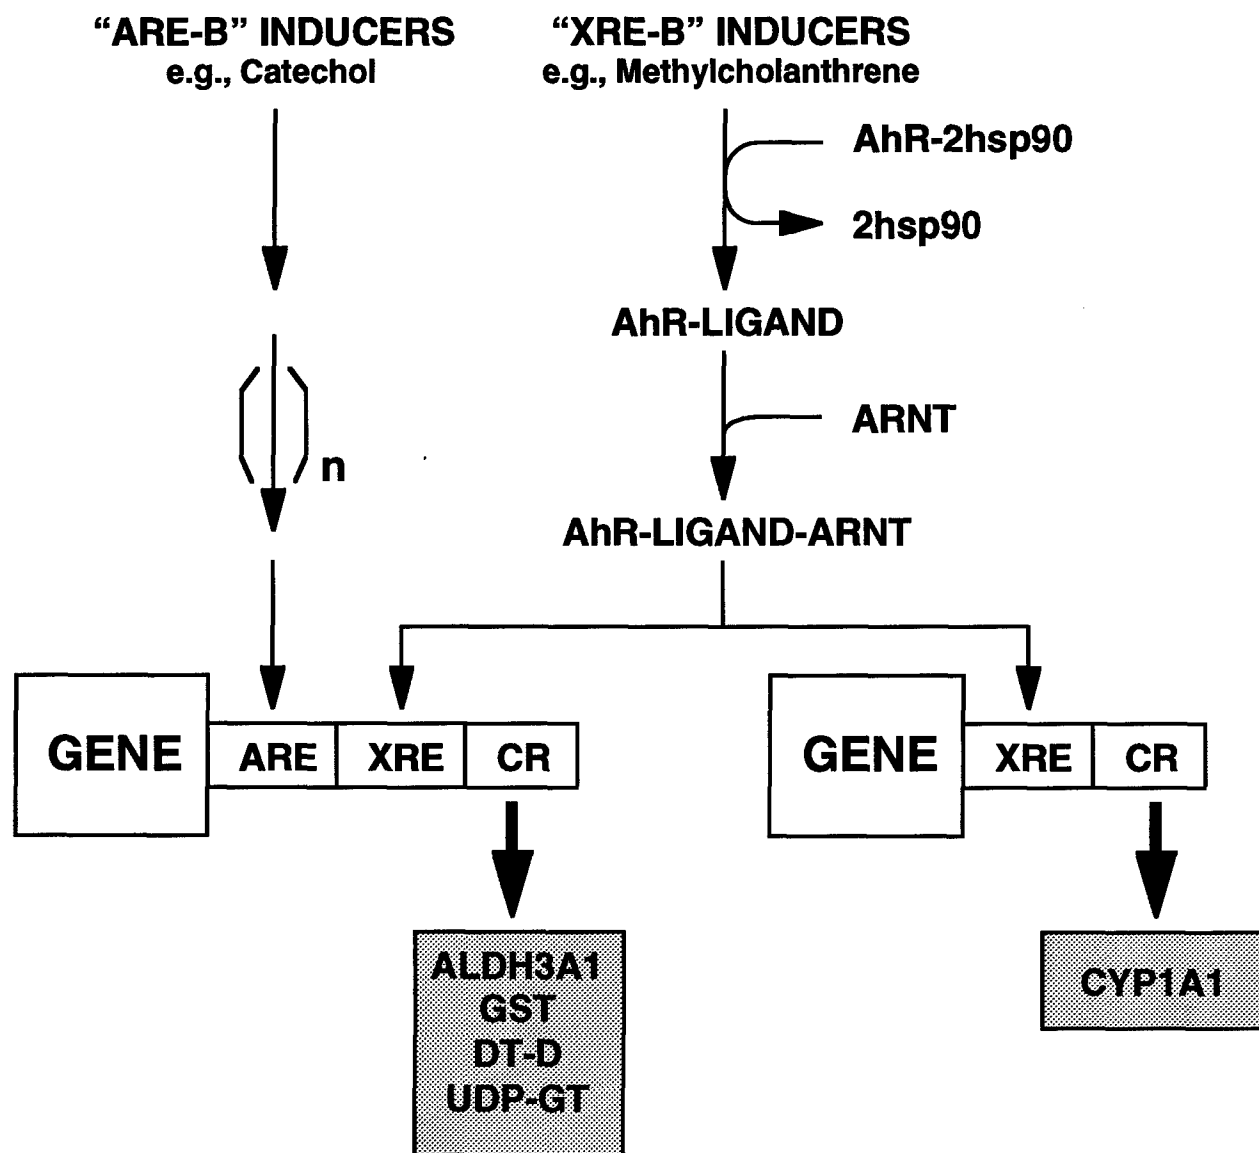 “ARE-B” INDUCERS
e.g., Catechol
“XRE-B” INDUCERS
e.g., Methylcholanthrene
AhR-2hsp90
2hsp90
AhR-LIGAND
n
ARNT
AhR-LIGAND-ARNT
GENE ARE XRE CR
GENE XRE CR
ALDH3A1
GST
DT-D
UDP-GT
CYP1A1